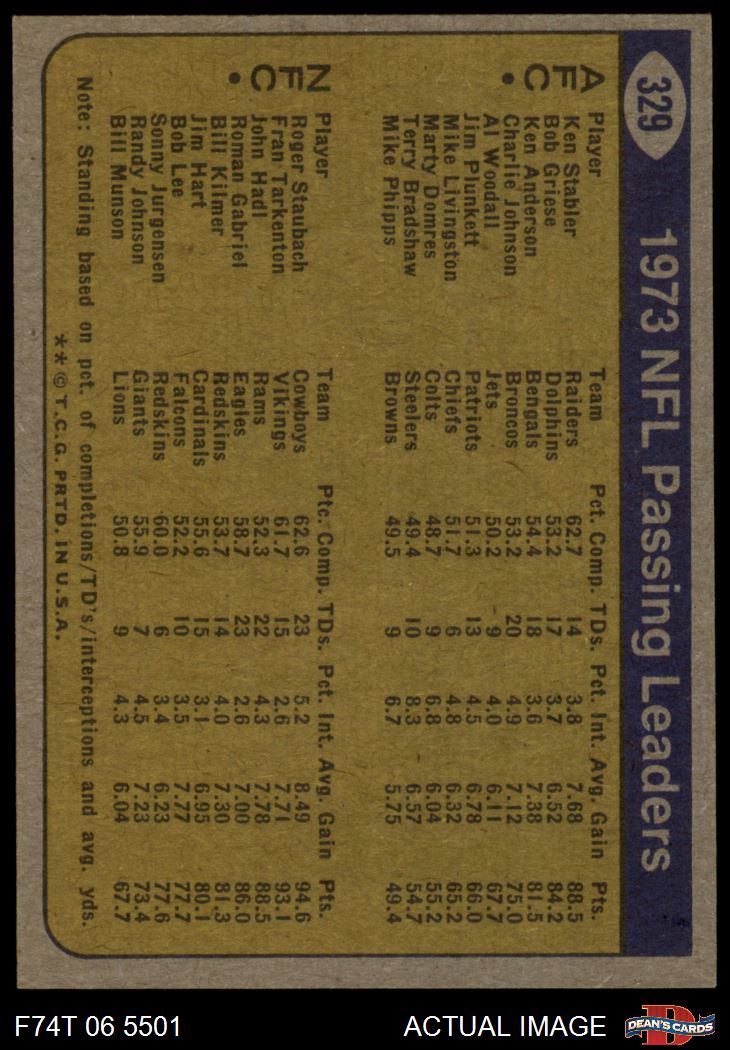 329 1973 NFL Passing Leaders
AFC • Player Team Pct. Comp. TDs. Pct. Int. Avg. Gain Pts.
Ken Stabler Raiders 62.7 14 3.8 7.68 88.5
Bob Griese Dolphins 53.2 17 3.7 6.52 84.2
Ken Anderson Bengals 54.4 18 3.6 7.38 81.5
Charlie Johnson Broncos 53.2 20 4.9 7.12 75.0
Al Woodall Jets 50.2 9 4.0 6.11 67.7
Jim Plunkett Patriots 51.3 13 4.5 6.78 66.0
Mike Livingston Chiefs 51.7 6 4.8 6.32 65.2
Marty Domres Colts 48.7 9 6.8 6.04 55.2
Terry Bradshaw Steelers 49.4 10 8.3 6.57 54.7
Mike Phipps Browns 49.5 9 6.7 5.75 49.4
NFC • Player Team Ptc. Comp. TDs. Pct. Int. Avg. Gain Pts.
Roger Staubach Cowboys 62.6 23 5.2 8.49 94.6
Fran Tarkenton Vikings 61.7 15 2.6 7.71 93.1
John Hadl Rams 52.3 22 4.3 7.78 88.5
Roman Gabriel Eagles 58.7 23 2.6 7.00 86.0
Bill Kilmer Redskins 53.7 14 4.0 7.30 81.3
Jim Hart Cardinals 55.6 15 3.1 6.95 80.1
Bob Lee Falcons 52.2 10 3.5 7.77 77.7
Sonny Jurgensen Redskins 60.0 6 3.4 6.23 77.6
Randy Johnson Giants 55.9 7 4.5 7.23 73.4
Bill Munson Lions 50.8 9 4.3 6.04 67.7
Note: Standing based on pct. of completions/TD's/interceptions and avg. yds.
**©T.C.G. PRTD. IN U.S.A.
F74T 06 5501 ACTUAL IMAGE D DEAN'S CARDS